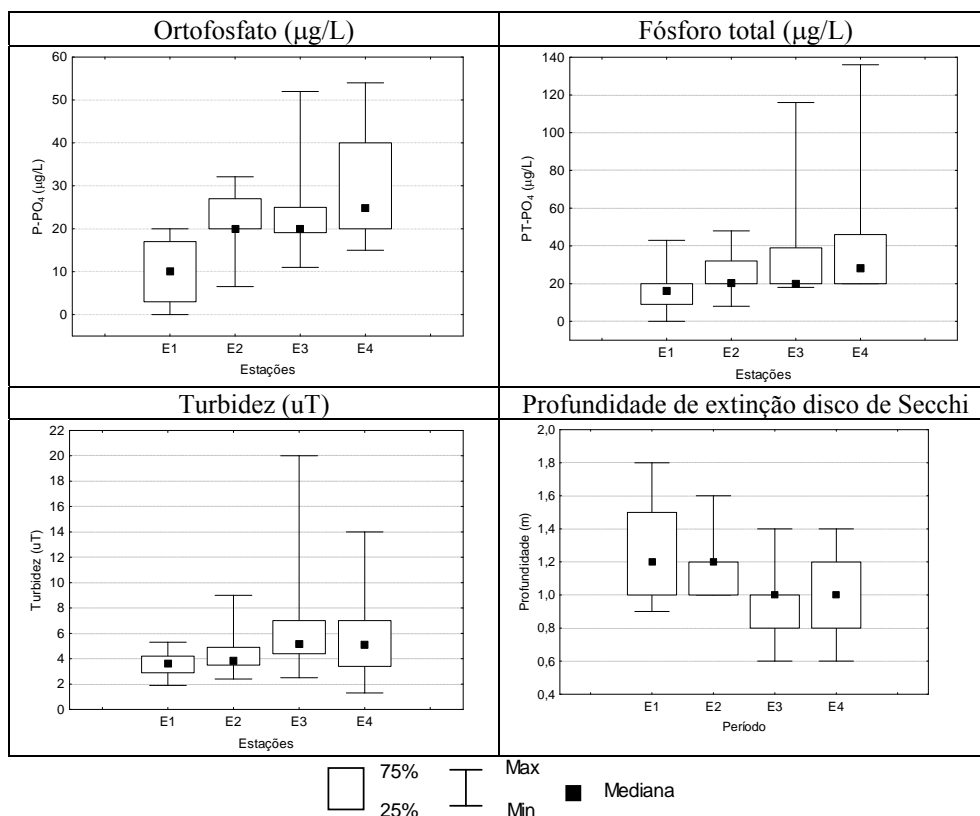 Ortofosfato (µg/L)
Fósforo total (µg/L)
60
50
40
30
20
10
0
P-PO4 (µg/L)
E1 E2 E3 E4
Estações
140
120
100
80
60
40
20
0
PT-PO4 (µg/L)
E1 E2 E3 E4
Estações
Turbidez (uT)
Profundidade de extinção disco de Secchi
22
20
18
16
14
12
10
8
6
4
2
0
Turbidez (uT)
E1 E2 E3 E4
Estações
2,0
1,8
1,6
1,4
1,2
1,0
0,8
0,6
0,4
Profundidade (m)
E1 E2 E3 E4
Período
75%
25%
Max
Min
Mediana